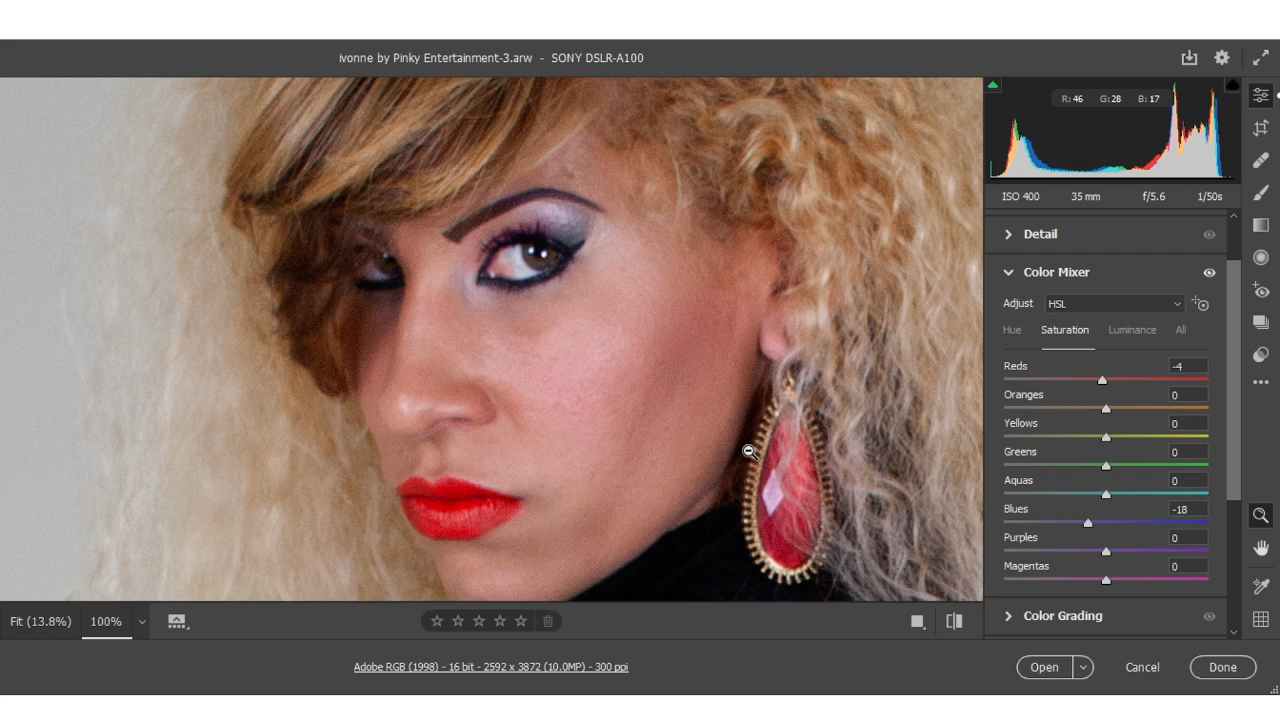 ivonne by Pinky Entertainment-3.arw - SONY DSLR-A100
R: 46 G: 28 B: 17
ISO 400 35 mm f/5.6 1/50s
Detail
Color Mixer
Adjust HSL
Hue Saturation Luminance All
Reds -4
Oranges 0
Yellows 0
Greens 0
Aquas 0
Blues -18
Purples 0
Magentas 0
Color Grading
Fit (13.8%) 100%
Adobe RGB (1998) - 16 bit - 2592 x 3872 (10.0MP) - 300 ppi
Open Cancel Done